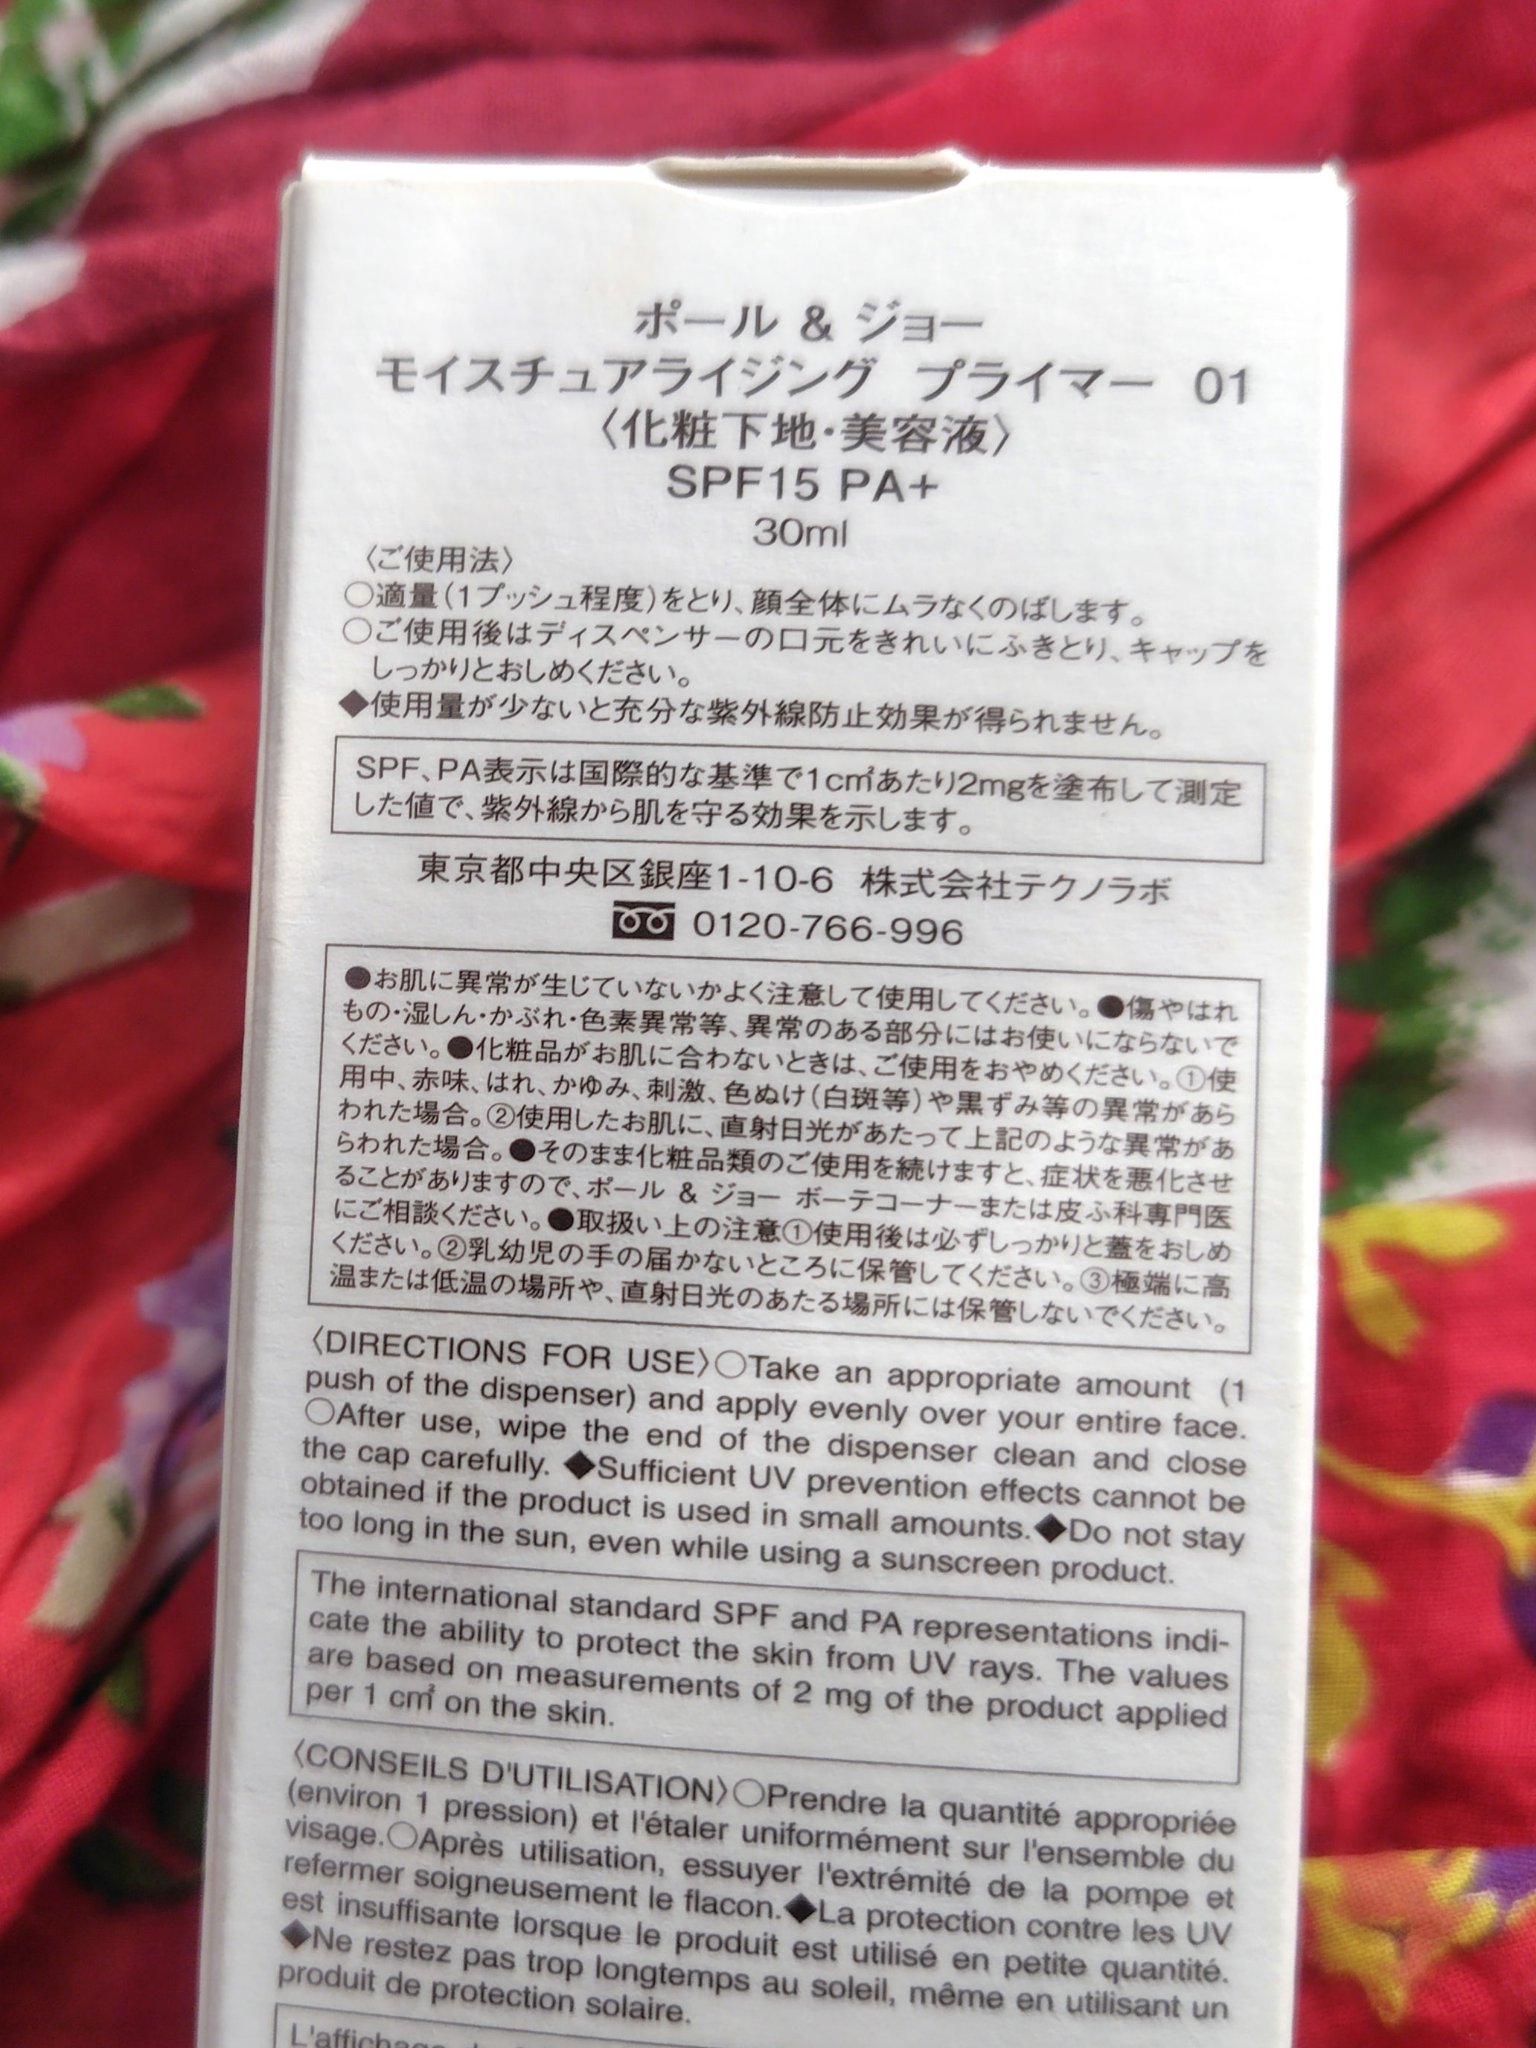 ポール & ジョー
モイスチュアライジング プライマー 01
〈化粧下地・美容液〉
SPF15 PA+
30ml
〈ご使用法〉
○適量(1プッシュ程度)をとり、顔全体にムラなくのばします。
○ご使用後はディスペンサーの口元をきれいにふきとり、キャップを
しっかりとおしめください。
◆使用量が少ないと充分な紫外線防止効果が得られません。
SPF、PA表示は国際的な基準で1c㎡あたり2mgを塗布して測定
した値で、紫外線から肌を守る効果を示します。
東京都中央区銀座1-10-6 株式会社テクノラボ
0120-766-996
●お肌に異常が生じていないかよく注意して使用してください。●傷やはれ
もの・湿しん・かぶれ・色素異常等、異常のある部分にはお使いにならないで
ください。●化粧品がお肌に合わないときは、ご使用をおやめください。①使
用中、赤味、はれ、かゆみ、刺激、色ぬけ(白斑等)や黒ずみ等の異常があら
われた場合。②使用したお肌に、直射日光があたって上記のような異常があ
らわれた場合。●そのまま化粧品類のご使用を続けますと、症状を悪化させ
ることがありますので、ポール & ジョー ボーテコーナーまたは皮ふ科専門医
にご相談ください。●取扱い上の注意①使用後は必ずしっかりと蓋をおしめ
ください。②乳幼児の手の届かないところに保管してください。③極端に高
温または低温の場所や、直射日光のあたる場所には保管しないでください。
〈DIRECTIONS FOR USE〉○Take an appropriate amount (1
push of the dispenser) and apply evenly over your entire face.
○After use, wipe the end of the dispenser clean and close
the cap carefully. ◆Sufficient UV prevention effects cannot be
obtained if the product is used in small amounts.◆Do not stay
too long in the sun, even while using a sunscreen product.
The international standard SPF and PA representations indi-
cate the ability to protect the skin from UV rays. The values
are based on measurements of 2 mg of the product applied
per 1 c㎡ on the skin.
〈CONSEILS D'UTILISATION〉○Prendre la quantité appropriée
(environ 1 pression) et l'étaler uniformément sur l'ensemble du
visage.○Après utilisation, essuyer l'extrémité de la pompe et
refermer soigneusement le flacon.◆La protection contre les UV
est insuffisante lorsque le produit est utilisé en petite quantité.
◆Ne restez pas trop longtemps au soleil, même en utilisant un
produit de protection solaire.
L'affichage